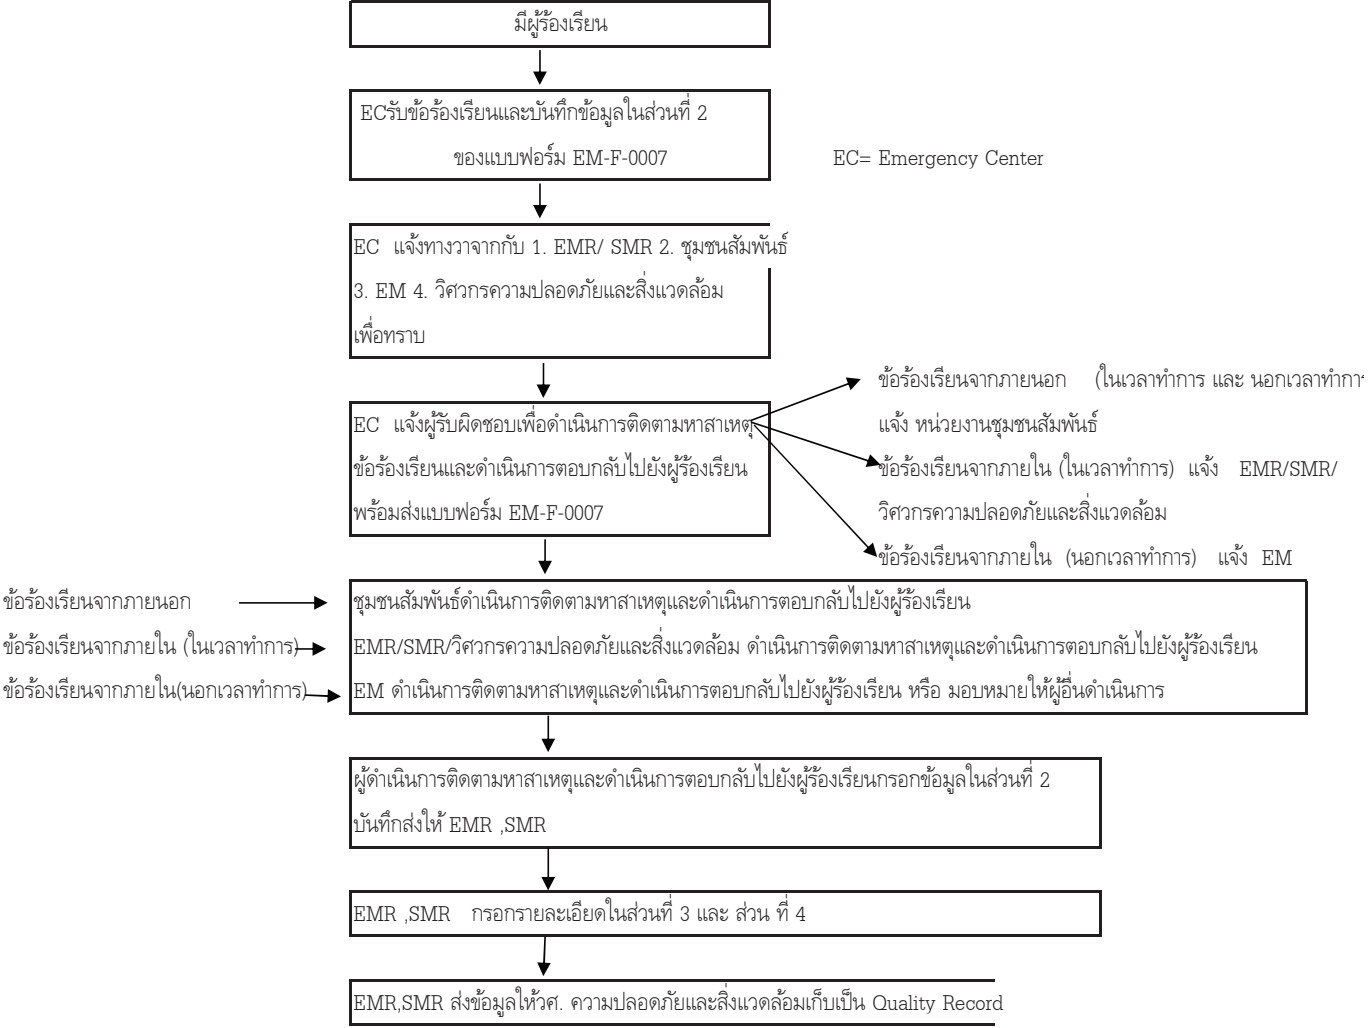 มีผู้ร้องเรียน
ECรับข้อร้องเรียนและบันทึกข้อมูลในส่วนที่ 2
ของแบบฟอร์ม EM-F-0007
EC= Emergency Center
EC แจ้งทางวาจากกับ 1. EMR/ SMR 2. ชุมชนสัมพันธ์
3. EM 4. วิศวกรความปลอดภัยและสิ่งแวดล้อม
เพื่อทราบ
EC แจ้งผู้รับผิดชอบเพื่อดำเนินการติดตามหาสาเหตุ
ข้อร้องเรียนและดำเนินการตอบกลับไปยังผู้ร้องเรียน
พร้อมส่งแบบฟอร์ม EM-F-0007
ข้อร้องเรียนจากภายนอก (ในเวลาทำการ และ นอกเวลาทำการ
แจ้ง หน่วยงานชุมชนสัมพันธ์
ข้อร้องเรียนจากภายใน (ในเวลาทำการ) แจ้ง EMR/SMR/
วิศวกรความปลอดภัยและสิ่งแวดล้อม
ข้อร้องเรียนจากภายใน (นอกเวลาทำการ) แจ้ง EM
ข้อร้องเรียนจากภายนอก
ข้อร้องเรียนจากภายใน (ในเวลาทำการ)
ข้อร้องเรียนจากภายใน(นอกเวลาทำการ)
ชุมชนสัมพันธ์ดำเนินการติดตามหาสาเหตุและดำเนินการตอบกลับไปยังผู้ร้องเรียน
EMR/SMR/วิศวกรความปลอดภัยและสิ่งแวดล้อม ดำเนินการติดตามหาสาเหตุและดำเนินการตอบกลับไปยังผู้ร้องเรียน
EM ดำเนินการติดตามหาสาเหตุและดำเนินการตอบกลับไปยังผู้ร้องเรียน หรือ มอบหมายให้ผู้อื่นดำเนินการ
ผู้ดำเนินการติดตามหาสาเหตุและดำเนินการตอบกลับไปยังผู้ร้องเรียนกรอกข้อมูลในส่วนที่ 2
บันทึกส่งให้ EMR ,SMR
EMR ,SMR กรอกรายละเอียดในส่วนที่ 3 และ ส่วน ที่ 4
EMR,SMR ส่งข้อมูลให้วศ. ความปลอดภัยและสิ่งแวดล้อมเก็บเป็น Quality Record